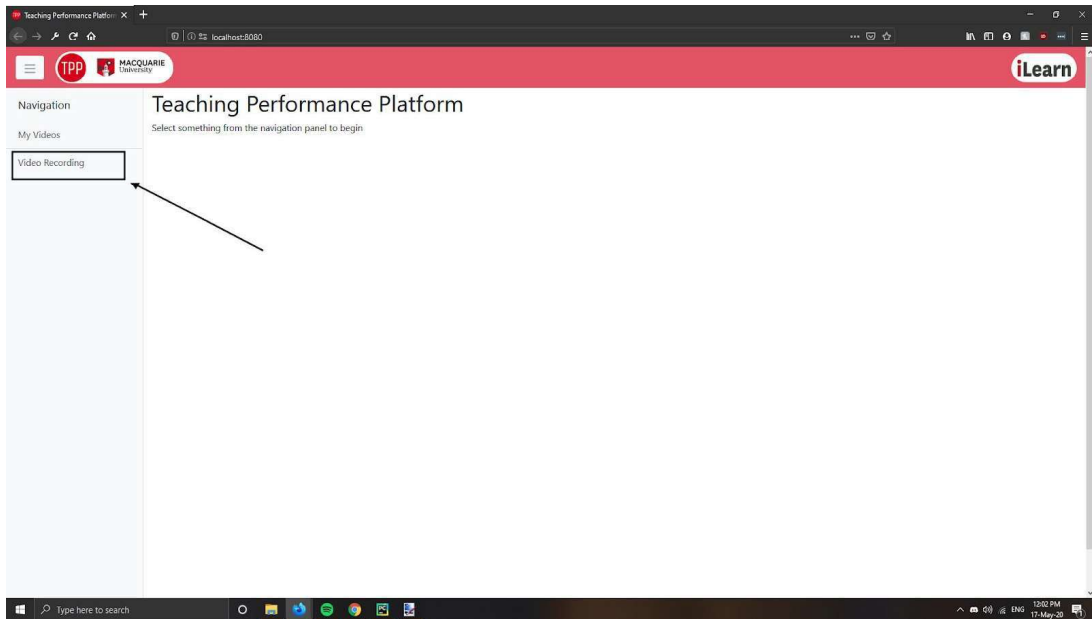 Teaching Performance Platform
localhost:8080
TPP MACQUARIE University iLearn
Navigation
Teaching Performance Platform
Select something from the navigation panel to begin
My Videos
Video Recording
Type here to search
ENG
12:02 PM
17-May-20